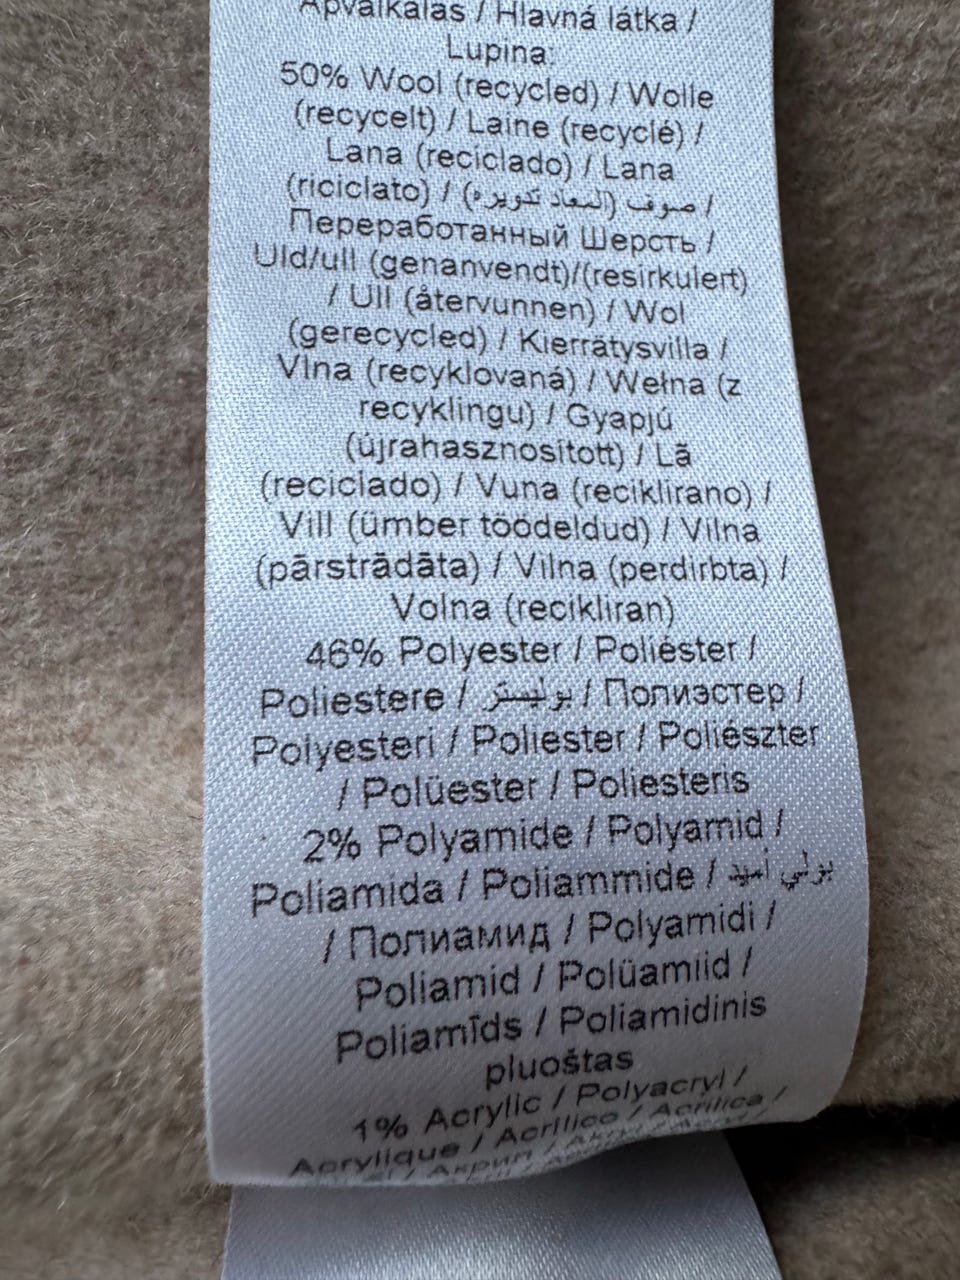 Apvalkalas / Hlavná látka /
Lupina:
50% Wool (recycled) / Wolle
(recycelt) / Laine (recyclé) /
Lana (reciclado) / Lana
(riciclato) / صوف (المعاد تدويره) /
Переработанный Шерсть /
Uld/ull (genanvendt)/(resirkulert)
/ Ull (återvunnen) / Wol
(gerecycled) / Kierrätysvilla /
Vlna (recyklovaná) / Wełna (z
recyklingu) / Gyapjú
(újrahasznosított) / Lã
(reciclado) / Vuna (reciklirano) /
Vill (ümber töödeldud) / Vilna
(pārstrādāta) / Vilna (perdirbta) /
Volna (recikliran)
46% Polyester / Poliéster /
Poliestere / بوليستر / Полиэстер /
Polyesteri / Poliester / Poliészter
/ Polüester / Poliesteris
2% Polyamide / Polyamid /
Poliamida / Poliammide / بولي أميد
/ Полиамид / Polyamidi /
Poliamid / Polüamiid /
Poliamīds / Poliamidinis
pluoštas
1% Acrylic / Polyacryl /
Acrylique / Acrílico / Acrilica /
/ Акрил /